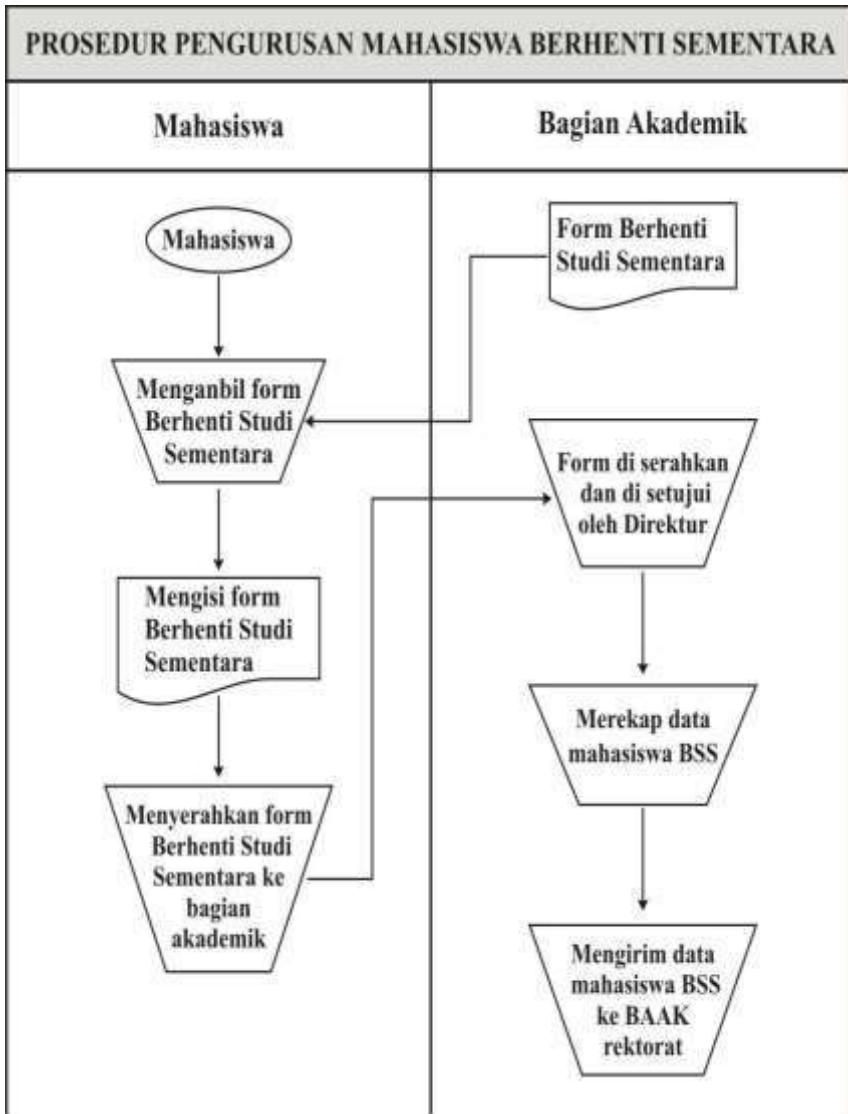 PROSEDUR PENGURUSAN MAHASISWA BERHENTI SEMENTARA
Mahasiswa
Bagian Akademik
Mahasiswa
Menganbil form
Berhenti Studi
Sementara
Mengisi form
Berhenti Studi
Sementara
Menyerahkan form
Berhenti Studi
Sementara ke
bagian
akademik
Form Berhenti
Studi Sementara
Form di serahkan
dan di setujui
oleh Direktur
Merekap data
mahasiswa BSS
Mengirim data
mahasiswa BSS
ke BAAK
rektorat